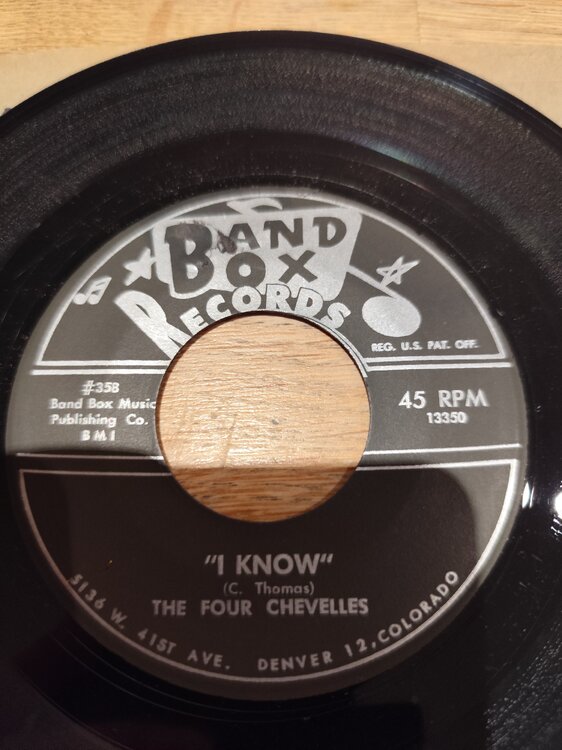 BAND
BOX
RECORDS
REG. U.S. PAT. OFF.
#358
Band Box Music
Publishing Co.
BMI
45 RPM
13350
"I KNOW"
(C. Thomas)
THE FOUR CHEVELLES
5136 W. 41ST AVE. DENVER 12, COLORADO